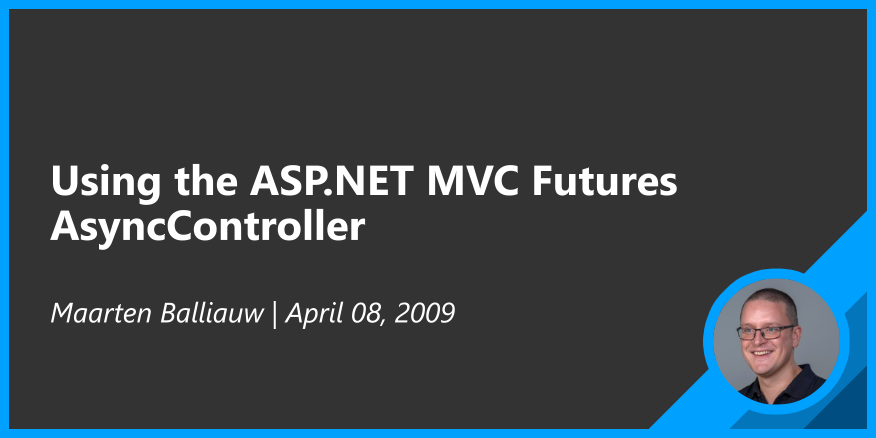 Using the ASP.NET MVC Futures
AsyncController
Maarten Balliauw | April 08, 2009